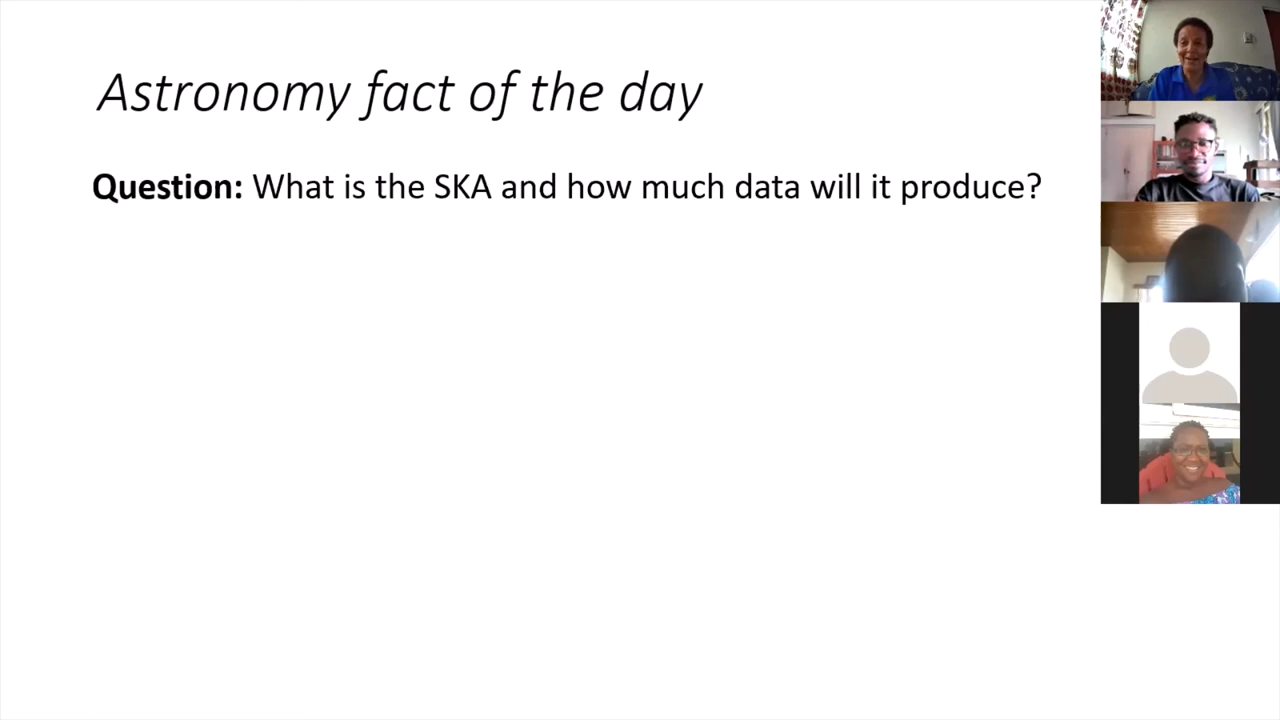 Astronomy fact of the day
Question: What is the SKA and how much data will it produce?